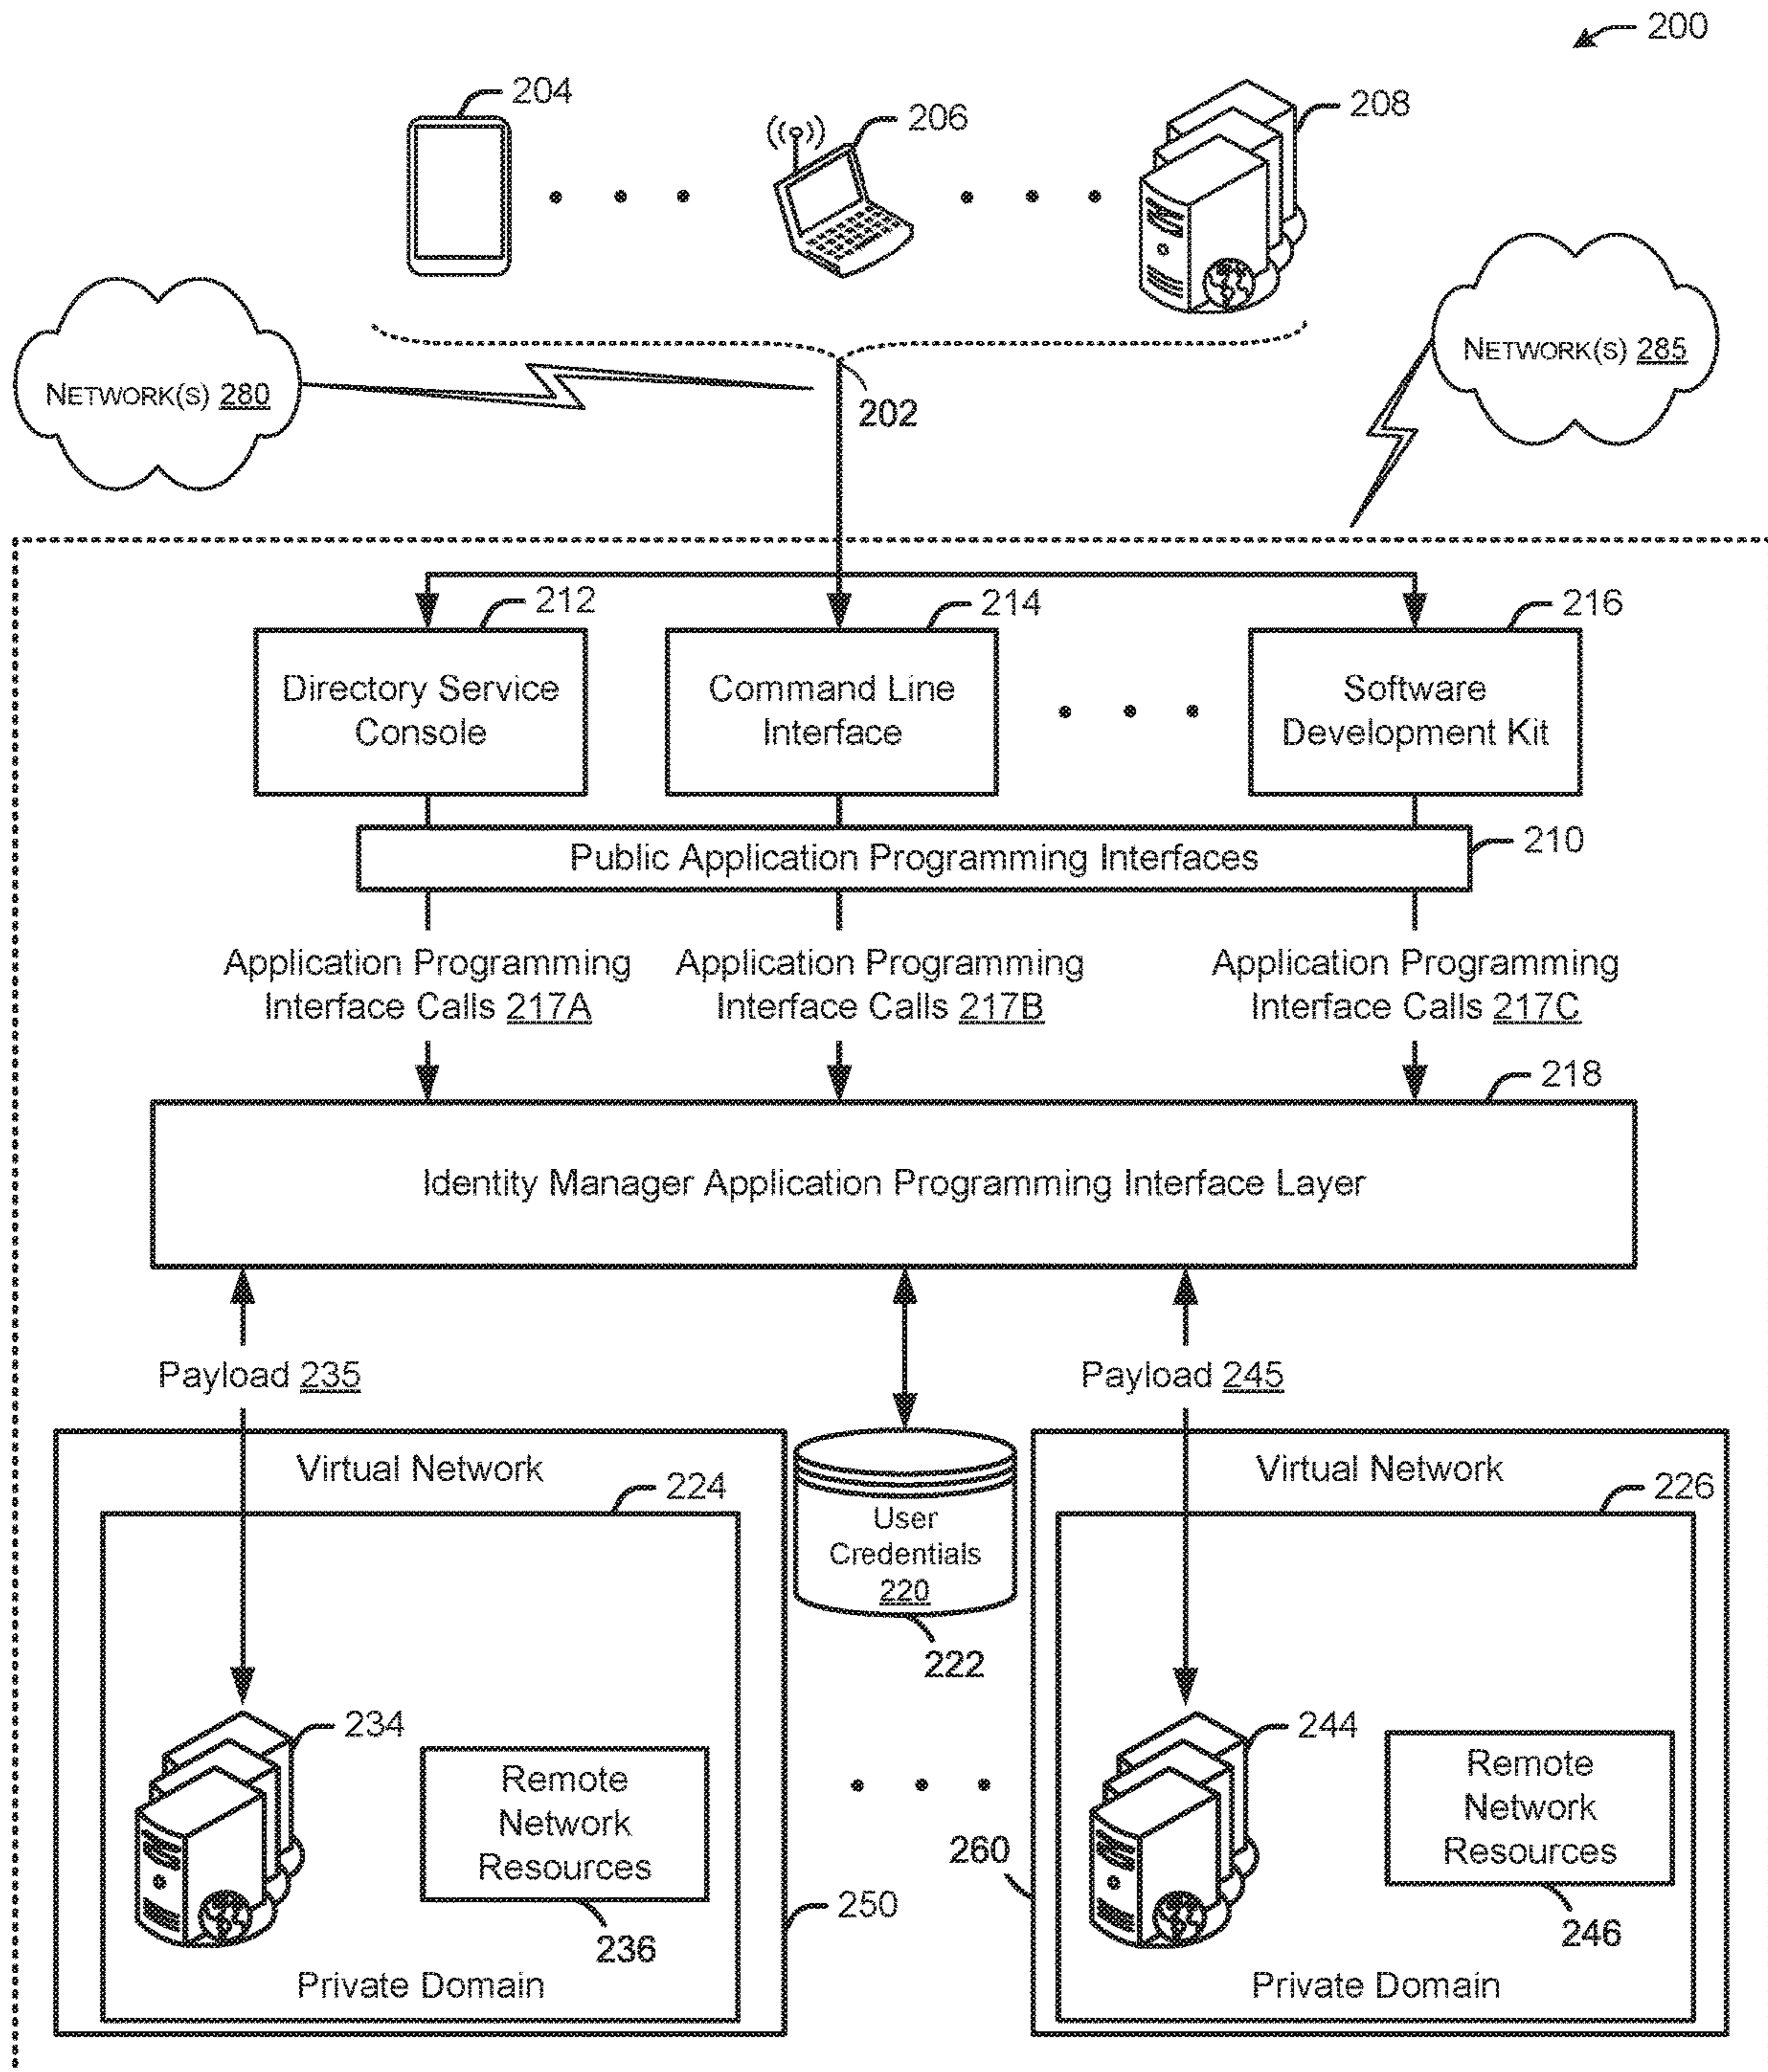 200
204
206
208
NETWORK(S) 280
NETWORK(S) 285
202
212
214
216
Directory Service
Console
Command Line
Interface
Software
Development Kit
210
Public Application Programming Interfaces
Application Programming
Interface Calls 217A
Application Programming
Interface Calls 217B
Application Programming
Interface Calls 217C
218
Identity Manager Application Programming Interface Layer
Payload 235
Payload 245
Virtual Network
224
User
Credentials
220
222
Virtual Network
226
234
Remote
Network
Resources
236
250
Private Domain
244
Remote
Network
Resources
246
260
Private Domain